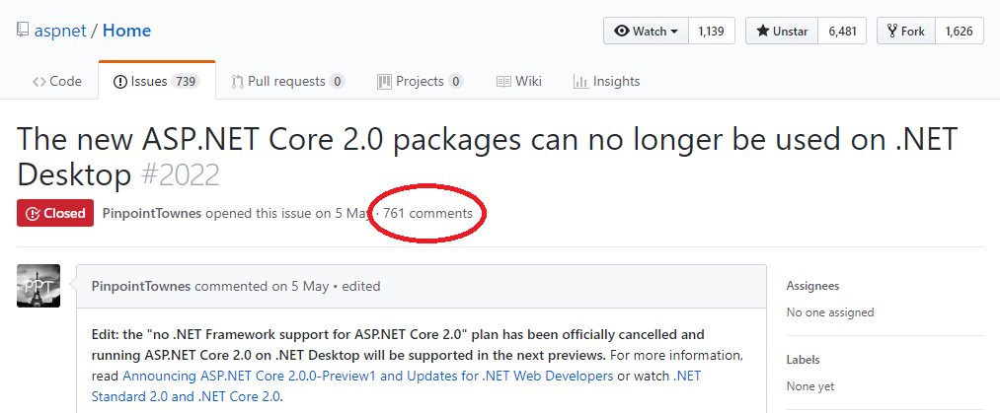 aspnet / Home
Watch 1,139 Unstar 6,481 Fork 1,626
Code Issues 739 Pull requests 0 Projects 0 Wiki Insights
The new ASP.NET Core 2.0 packages can no longer be used on .NET
Desktop #2022
Closed PinpointTownes opened this issue on 5 May · 761 comments
PPT
PinpointTownes commented on 5 May • edited
Edit: the "no .NET Framework support for ASP.NET Core 2.0" plan has been officially cancelled and
running ASP.NET Core 2.0 on .NET Desktop will be supported in the next previews. For more information,
read Announcing ASP.NET Core 2.0.0-Preview1 and Updates for .NET Web Developers or watch .NET
Standard 2.0 and .NET Core 2.0.
Assignees
No one assigned
Labels
None yet